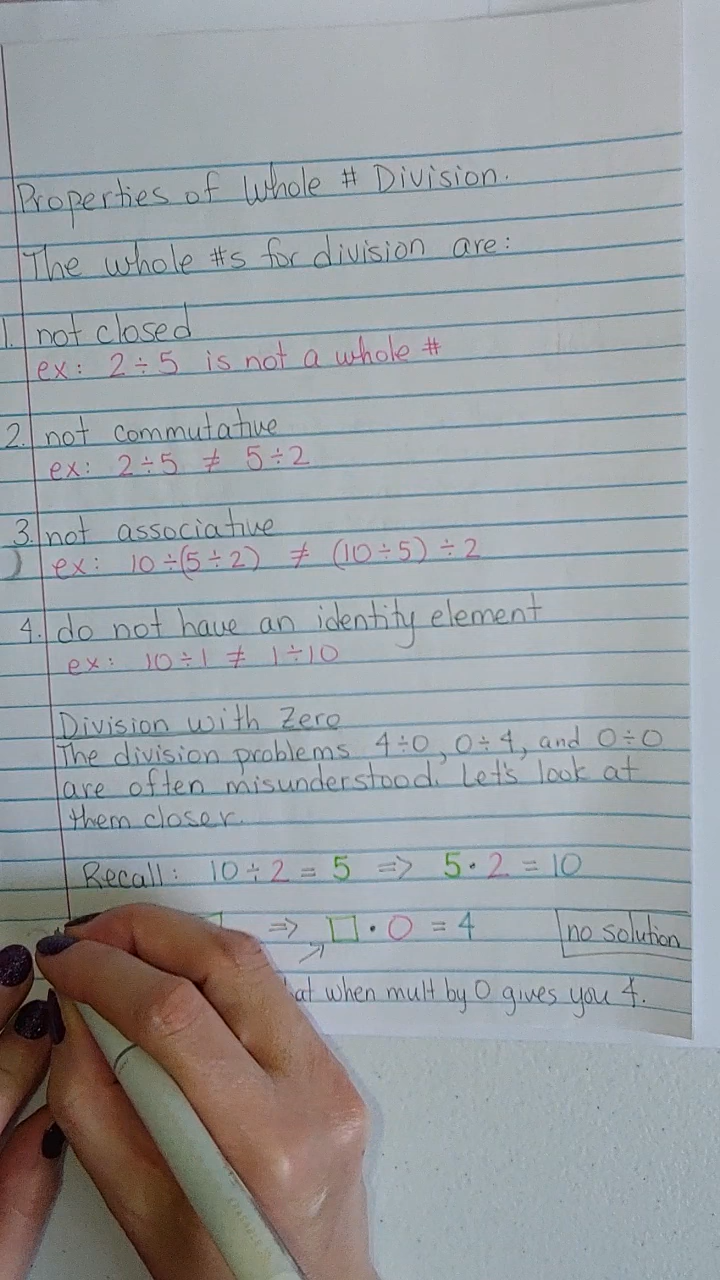 Properties of Whole # Division.
The whole #s for division are:
1. not closed
ex: 2÷5 is not a whole #
2. not commutative
ex: 2÷5 ≠ 5÷2
3. not associative
ex: 10÷(5÷2) ≠ (10÷5)÷2
4. do not have an identity element
ex: 10÷1 ≠ 1÷10
Division with Zero
The division problems 4÷0, 0÷4, and 0÷0
are often misunderstood. Let's look at
them closer.
Recall: 10÷2 = 5 => 5·2 = 10
=> □·0 = 4 no solution
when mult by 0 gives you 4.